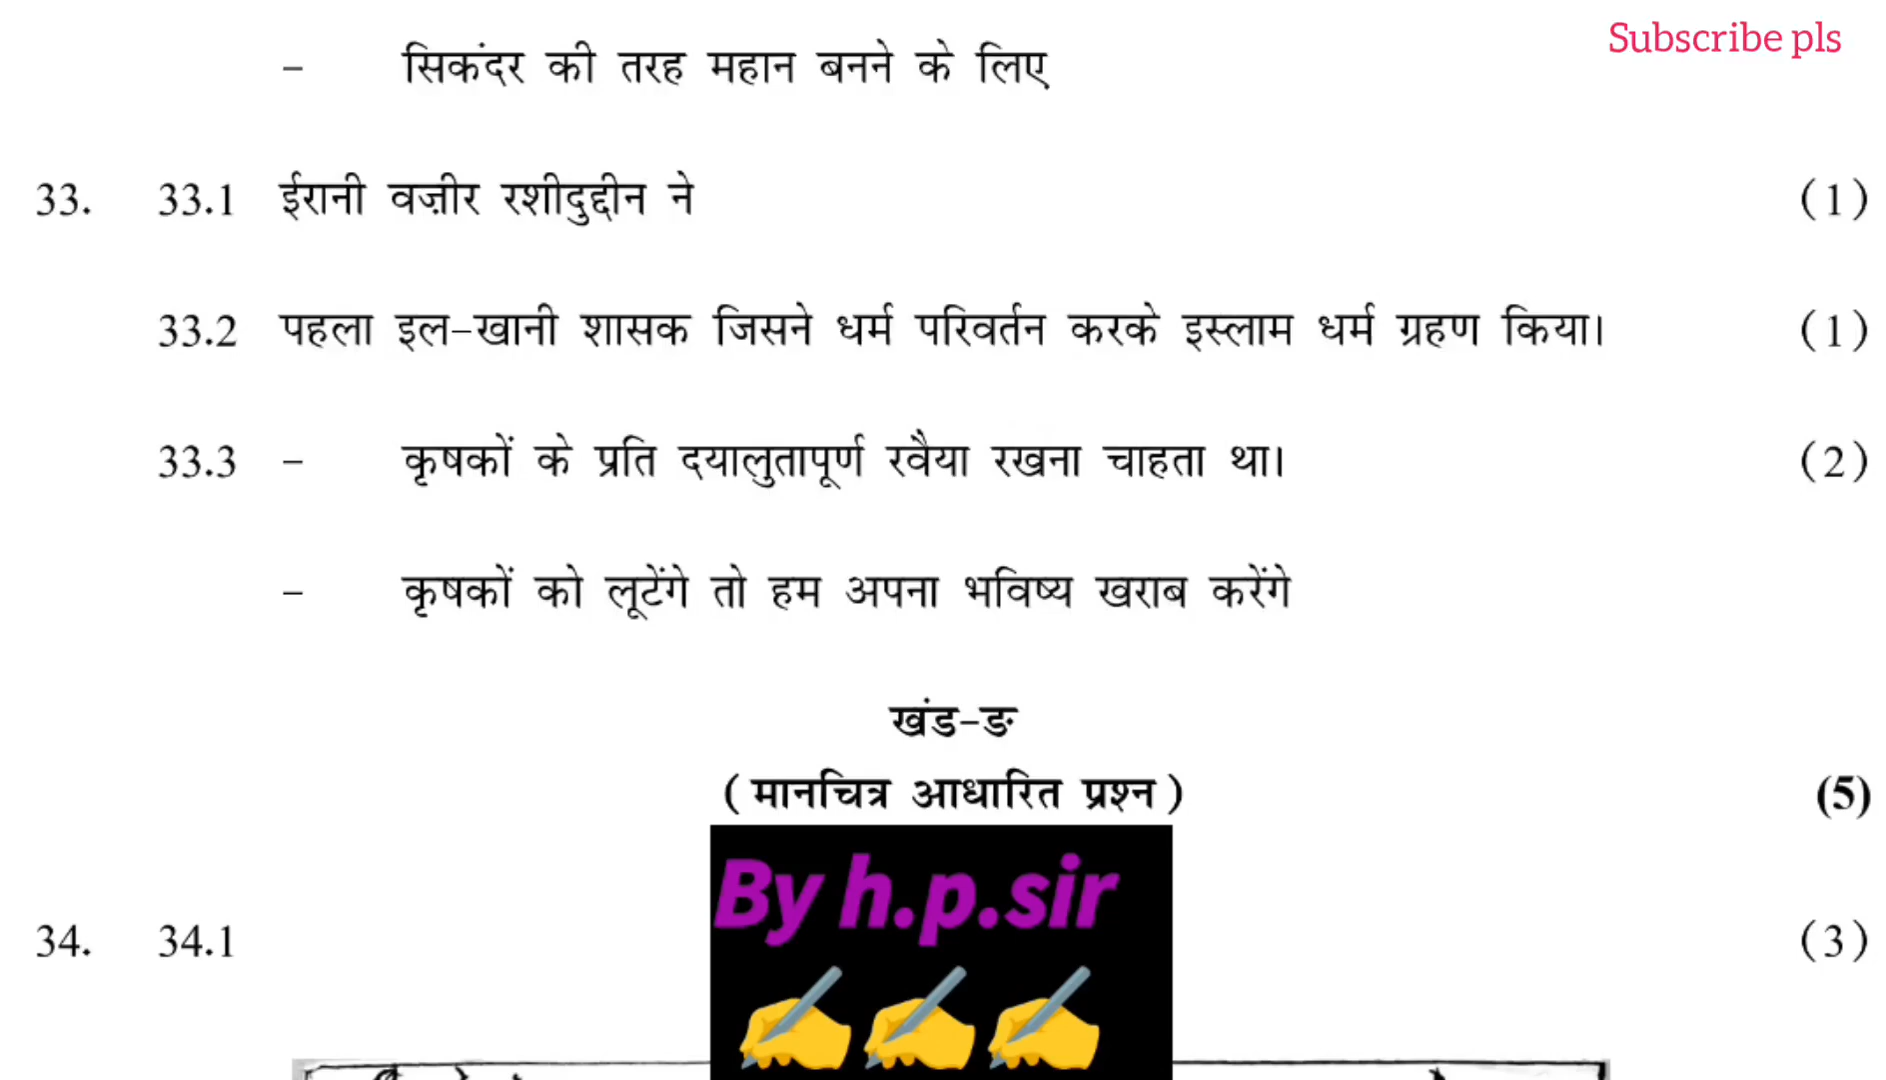 Subscribe pls
– सिकंदर की तरह महान बनने के लिए
33. 33.1 ईरानी वज़ीर रशीदुद्दीन ने (1)
33.2 पहला इल-खानी शासक जिसने धर्म परिवर्तन करके इस्लाम धर्म ग्रहण किया। (1)
33.3 – कृषकों के प्रति दयालुतापूर्ण रवैया रखना चाहता था। (2)
– कृषकों को लूटेंगे तो हम अपना भविष्य खराब करेंगे
खंड-ङ
(मानचित्र आधारित प्रश्न) (5)
By h.p.sir
34. 34.1 (3)
✍✍✍